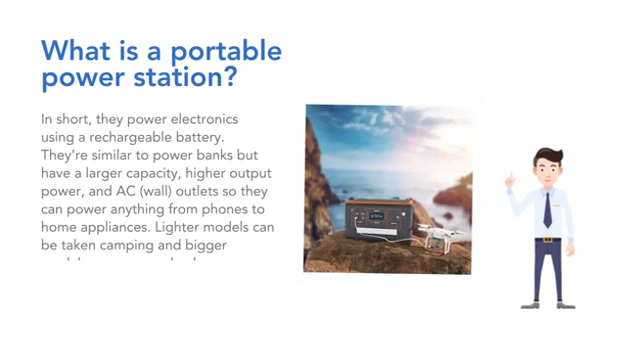 What is a portable
power station?
In short, they power electronics
using a rechargeable battery.
They're similar to power banks but
have a larger capacity, higher output
power, and AC (wall) outlets so they
can power anything from phones to
home appliances. Lighter models can
be taken camping and bigger